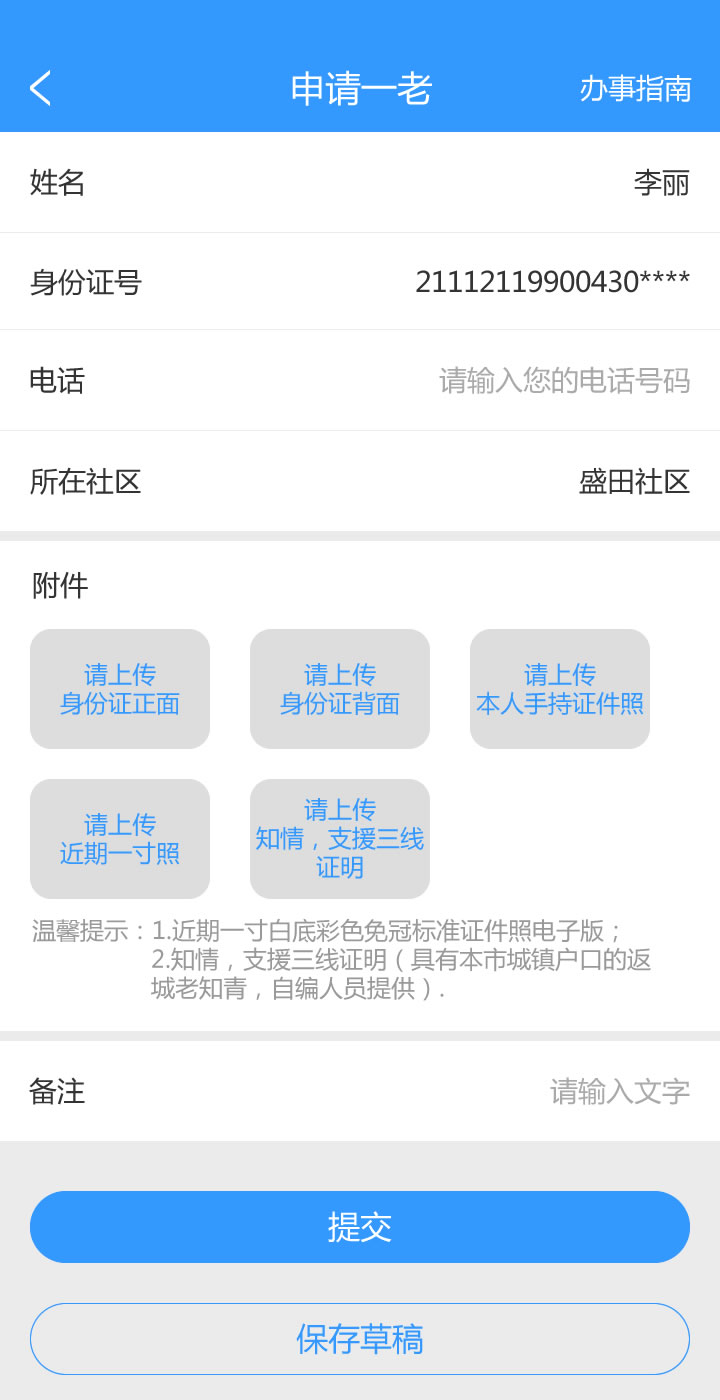 申请一老
办事指南
姓名
李丽
身份证号
21112119900430****
电话
请输入您的电话号码
所在社区
盛田社区
附件
请上传
身份证正面
请上传
身份证背面
请上传
本人手持证件照
请上传
近期一寸照
请上传
知情，支援三线
证明
温馨提示：1.近期一寸白底彩色免冠标准证件照电子版；
2.知情，支援三线证明（具有本市城镇户口的返
城老知青，自编人员提供）.
备注
请输入文字
提交
保存草稿